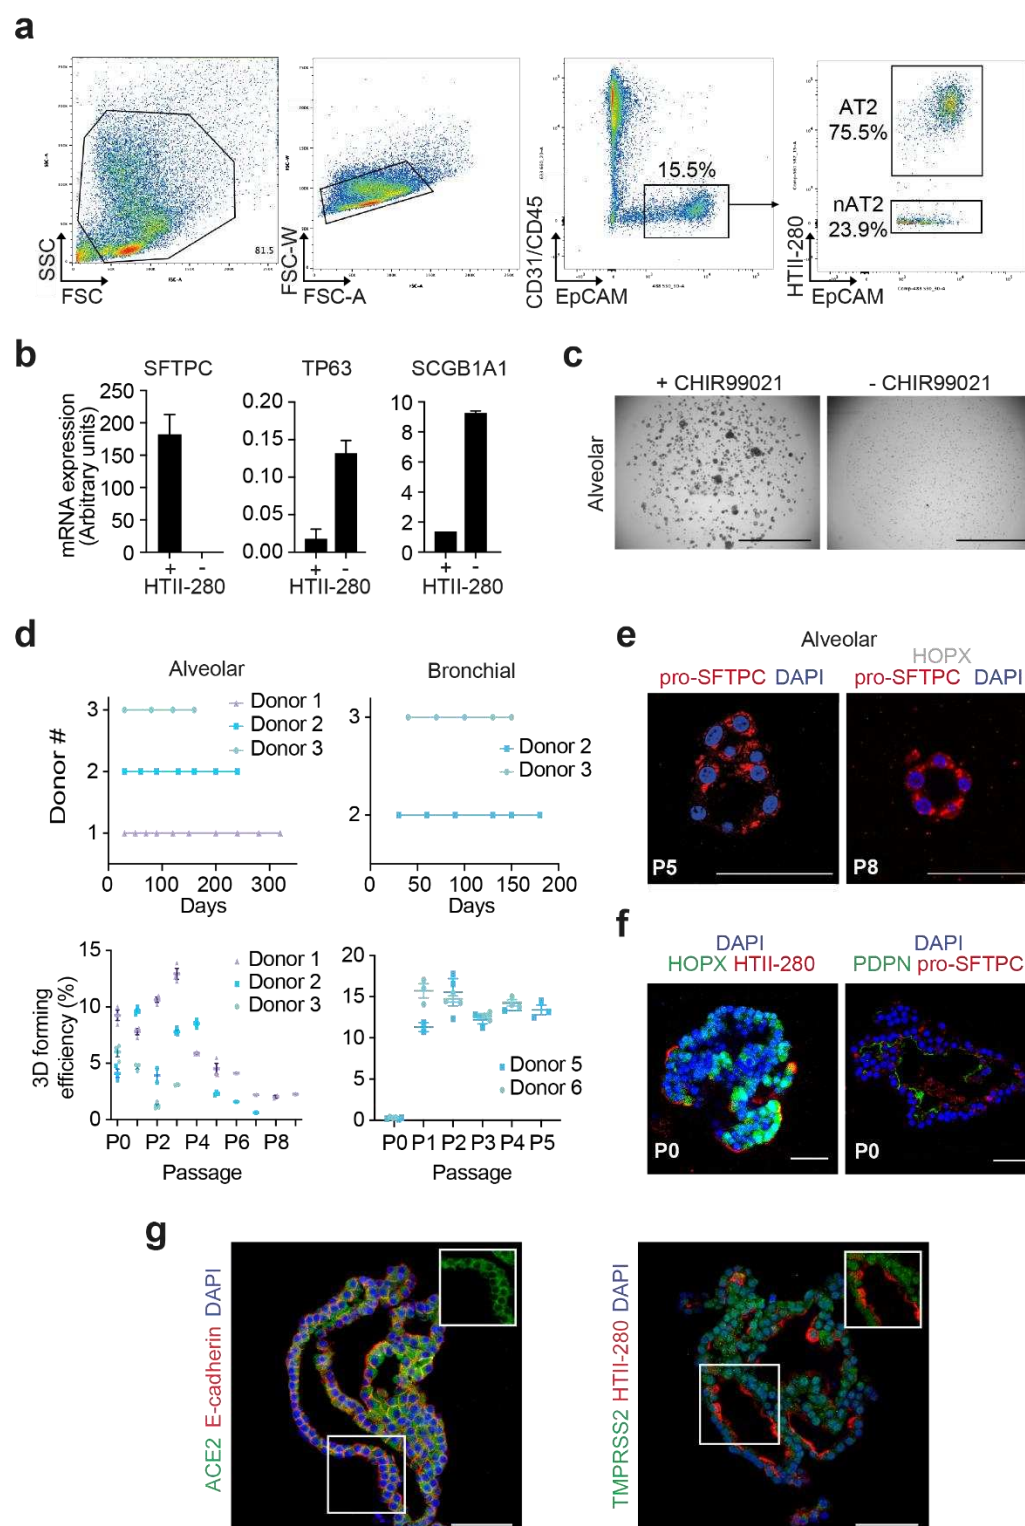 a
SSC
FSC
81.5
FSC-A
FSC-W
FSC-A
CD31/CD45
EpCAM
15.5%
HTII-280
EpCAM
AT2
75.5%
nAT2
23.9%
b
mRNA expression
(Arbitrary units)
SFTPC
250
200
150
100
50
0
+ -
HTII-280
TP63
0.20
0.15
0.10
0.05
0.00
+ -
HTII-280
SCGB1A1
10
8
6
4
2
0
+ -
HTII-280
c
+ CHIR99021
- CHIR99021
Alveolar
d
Alveolar
Donor #
3
2
1
Donor 1
Donor 2
Donor 3
0 100 200 300
Days
Bronchial
3
2
Donor 2
Donor 3
0 50 100 150 200
Days
3D forming
efficiency (%)
15
10
5
0
Donor 1
Donor 2
Donor 3
P0 P2 P4 P6 P8
Passage
20
15
10
5
0
Donor 5
Donor 6
P0 P1 P2 P3 P4 P5
Passage
e
Alveolar
pro-SFTPC DAPI
HOPX
pro-SFTPC DAPI
P5
P8
f
DAPI
HOPX HTII-280
DAPI
PDPN pro-SFTPC
P0
P0
g
ACE2 E-cadherin DAPI
TMPRSS2 HTII-280 DAPI